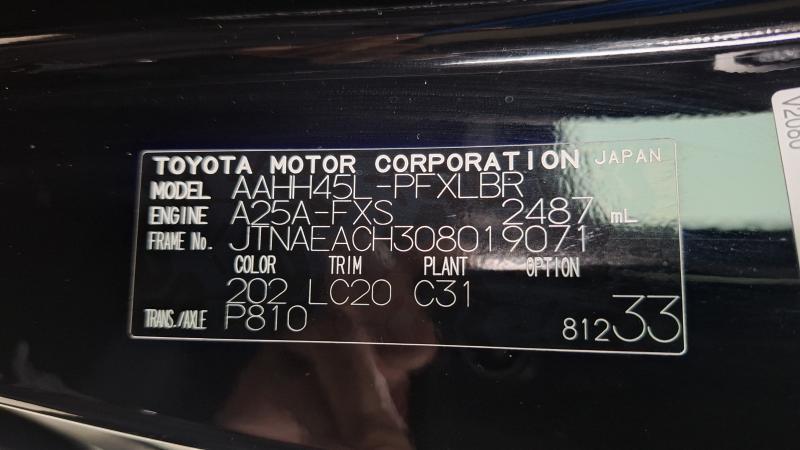 TOYOTA MOTOR CORPORATION JAPAN
MODEL AAHH45L-PFXLBR
ENGINE A25A-FXS 2487 mL
FRAME No. JTNAEACH308019071
COLOR TRIM PLANT OPTION
202 LC20 C31
TRANS./AXLE P810
81233
V2080